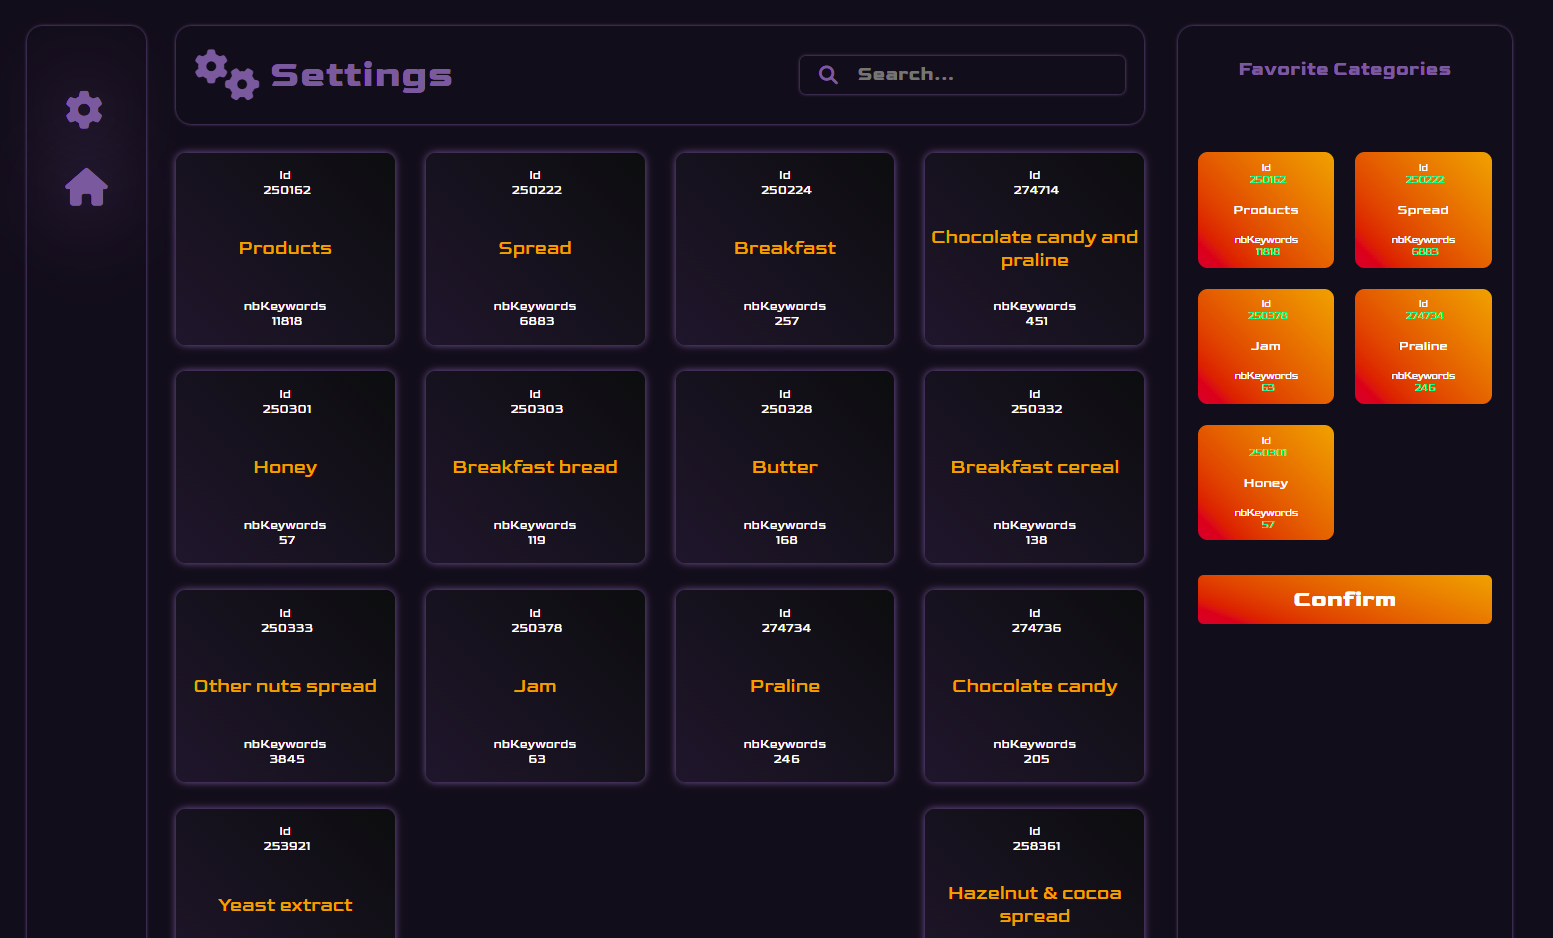 Settings
Search...
Id
250162
Products
nbKeywords
11818
Id
250222
Spread
nbKeywords
6883
Id
250224
Breakfast
nbKeywords
257
Id
274714
Chocolate candy and
praline
nbKeywords
451
Id
250301
Honey
nbKeywords
57
Id
250303
Breakfast bread
nbKeywords
119
Id
250328
Butter
nbKeywords
168
Id
250332
Breakfast cereal
nbKeywords
138
Id
250333
Other nuts spread
nbKeywords
3845
Id
250378
Jam
nbKeywords
63
Id
274734
Praline
nbKeywords
246
Id
274736
Chocolate candy
nbKeywords
205
Id
253921
Yeast extract
Id
258361
Hazelnut & cocoa
spread
Favorite Categories
Id
250162
Products
nbKeywords
11818
Id
250222
Spread
nbKeywords
6883
Id
250378
Jam
nbKeywords
63
Id
274734
Praline
nbKeywords
246
Id
250301
Honey
nbKeywords
57
Confirm